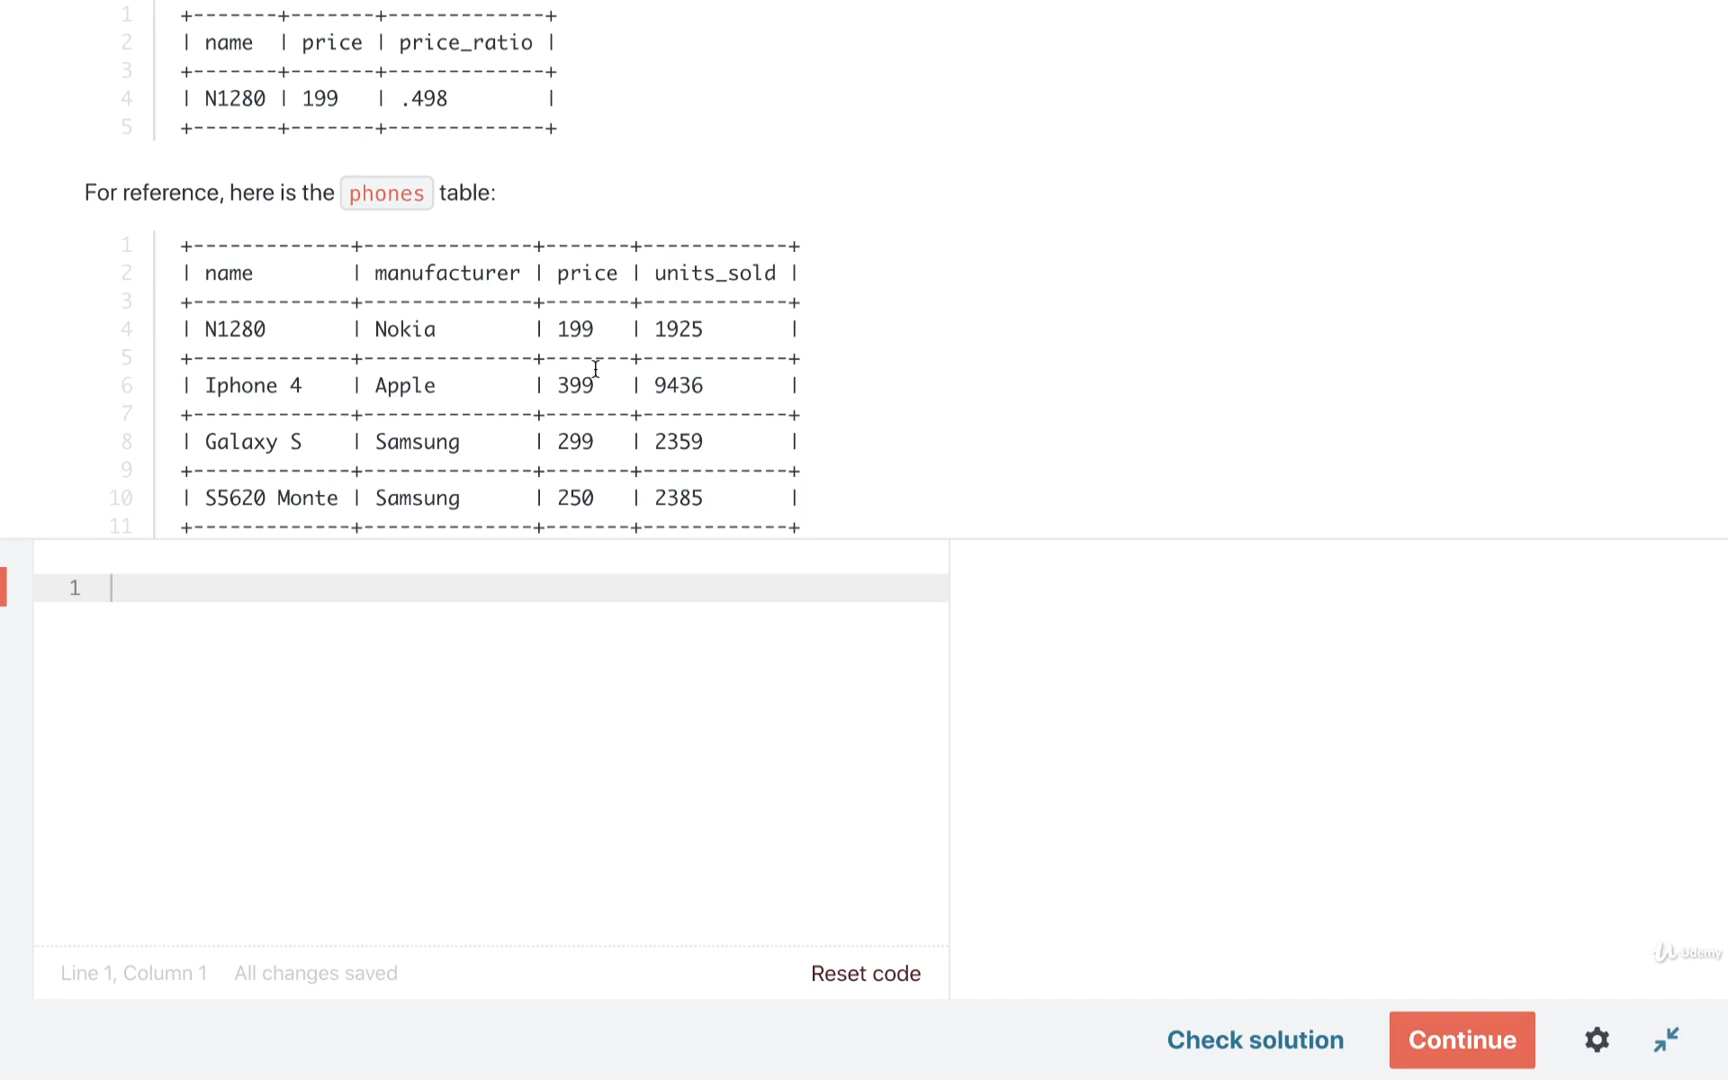 1 +-------+-------+-------------+
2 | name  | price | price_ratio |
3 +-------+-------+-------------+
4 | N1280 | 199   | .498        |
5 +-------+-------+-------------+
For reference, here is the phones table:
1 +-------------+--------------+-------+------------+
2 | name        | manufacturer | price | units_sold |
3 +-------------+--------------+-------+------------+
4 | N1280       | Nokia        | 199   | 1925       |
5 +-------------+--------------+-------+------------+
6 | Iphone 4    | Apple        | 399   | 9436       |
7 +-------------+--------------+-------+------------+
8 | Galaxy S    | Samsung      | 299   | 2359       |
9 +-------------+--------------+-------+------------+
10 | S5620 Monte | Samsung      | 250   | 2385       |
11 +-------------+--------------+-------+------------+
1
Udemy
Line 1, Column 1 All changes saved Reset code
Check solution Continue